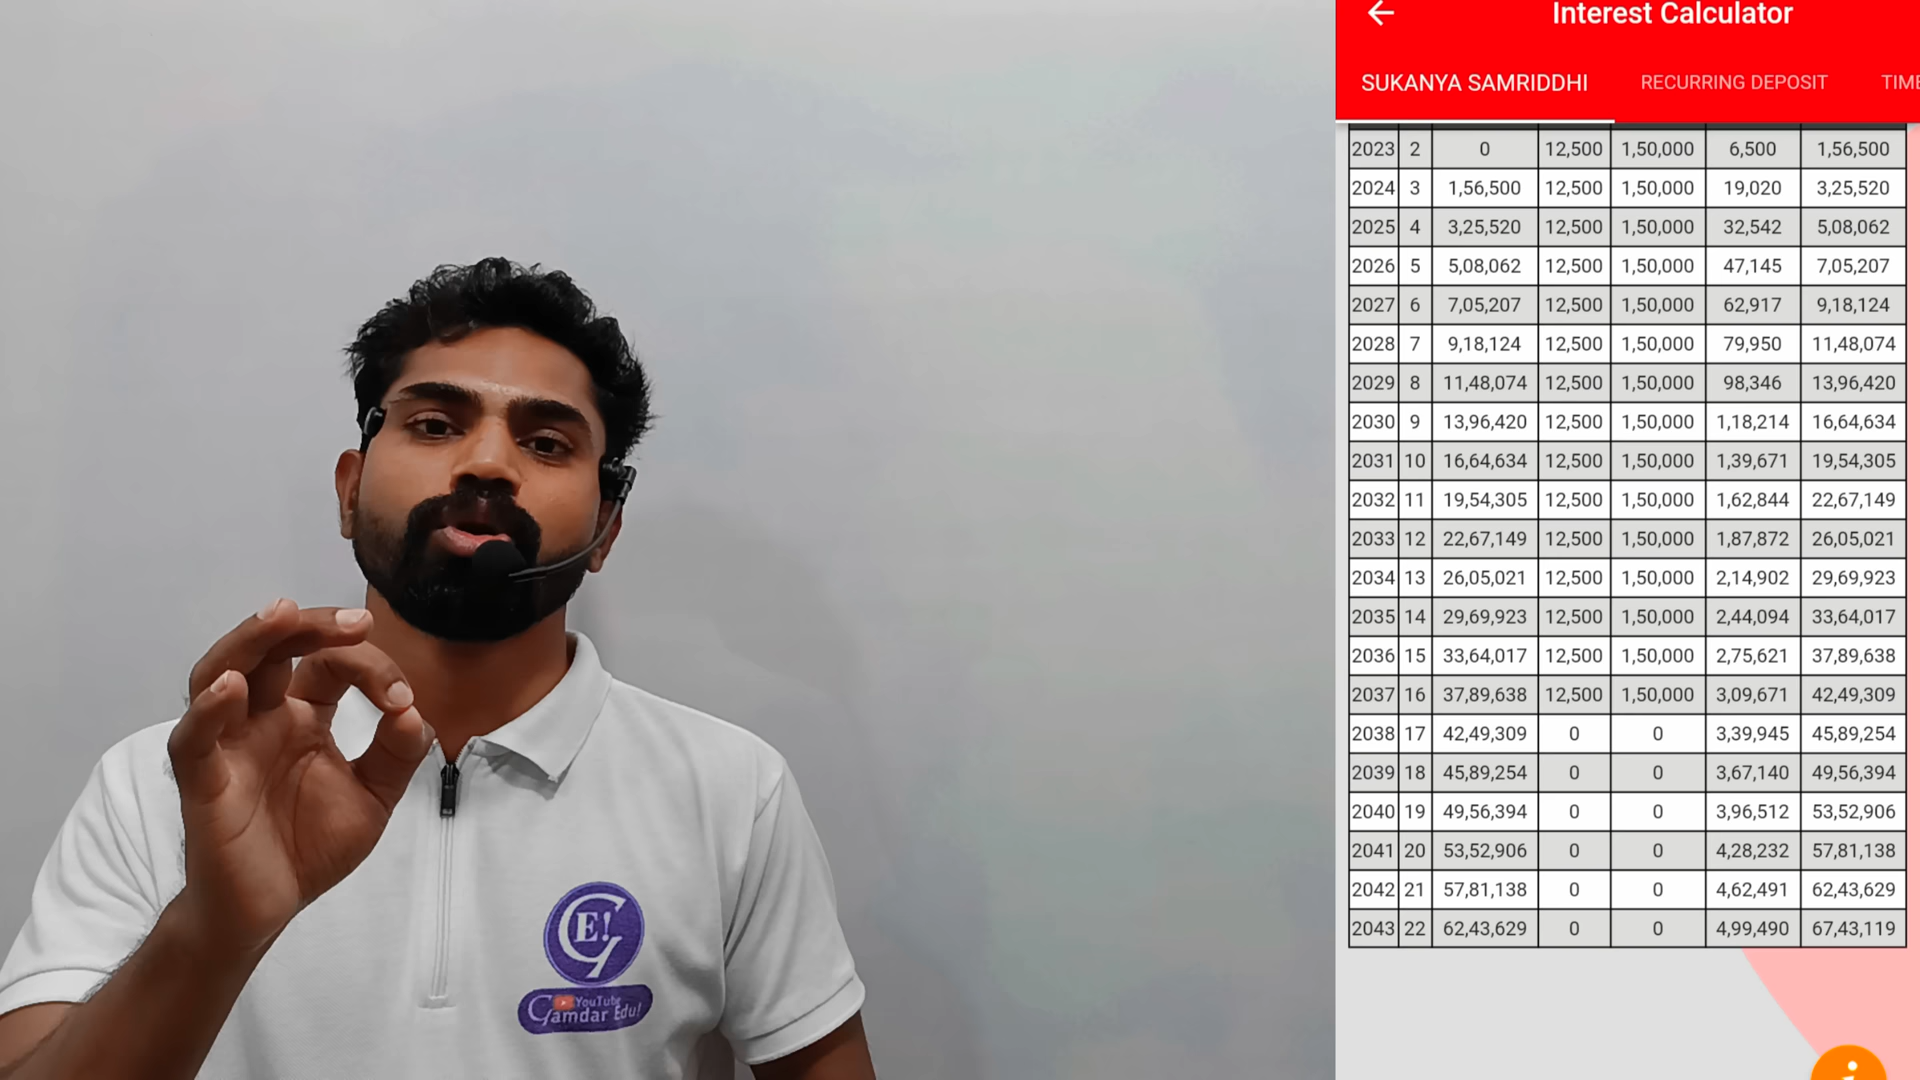 Interest Calculator
SUKANYA SAMRIDDHI RECURRING DEPOSIT TIME
2023 2 0 12,500 1,50,000 6,500 1,56,500
2024 3 1,56,500 12,500 1,50,000 19,020 3,25,520
2025 4 3,25,520 12,500 1,50,000 32,542 5,08,062
2026 5 5,08,062 12,500 1,50,000 47,145 7,05,207
2027 6 7,05,207 12,500 1,50,000 62,917 9,18,124
2028 7 9,18,124 12,500 1,50,000 79,950 11,48,074
2029 8 11,48,074 12,500 1,50,000 98,346 13,96,420
2030 9 13,96,420 12,500 1,50,000 1,18,214 16,64,634
2031 10 16,64,634 12,500 1,50,000 1,39,671 19,54,305
2032 11 19,54,305 12,500 1,50,000 1,62,844 22,67,149
2033 12 22,67,149 12,500 1,50,000 1,87,872 26,05,021
2034 13 26,05,021 12,500 1,50,000 2,14,902 29,69,923
2035 14 29,69,923 12,500 1,50,000 2,44,094 33,64,017
2036 15 33,64,017 12,500 1,50,000 2,75,621 37,89,638
2037 16 37,89,638 12,500 1,50,000 3,09,671 42,49,309
2038 17 42,49,309 0 0 3,39,945 45,89,254
2039 18 45,89,254 0 0 3,67,140 49,56,394
2040 19 49,56,394 0 0 3,96,512 53,52,906
2041 20 53,52,906 0 0 4,28,232 57,81,138
2042 21 57,81,138 0 0 4,62,491 62,43,629
2043 22 62,43,629 0 0 4,99,490 67,43,119
GE!
YouTube
Gamdar Edu!